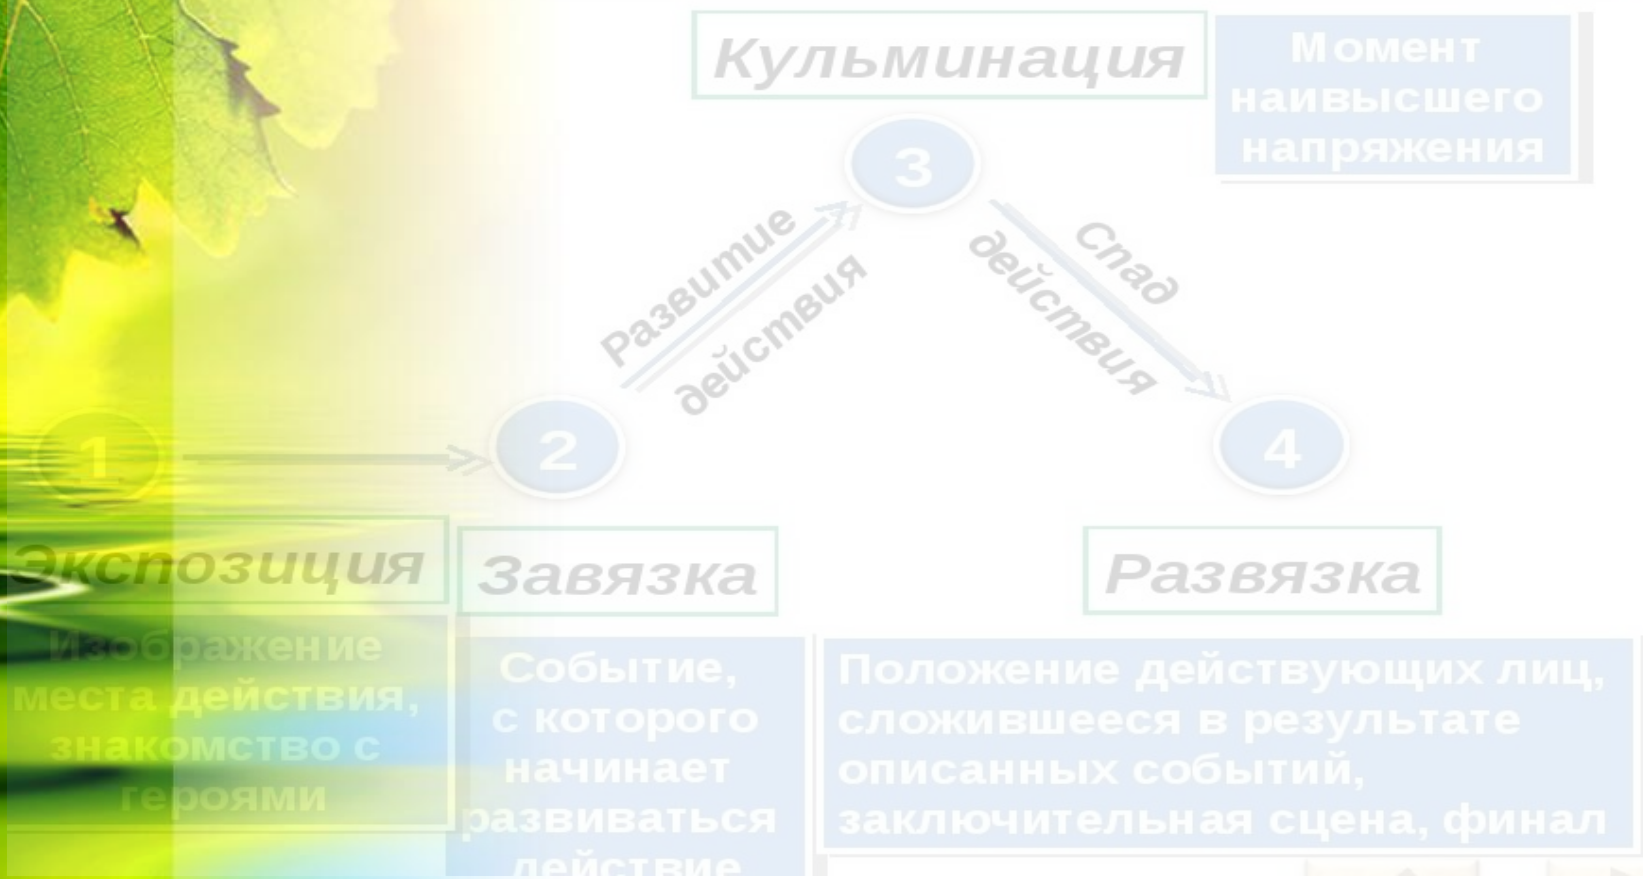 Кульминация
Момент
наивысшего
напряжения
3
Развитие
действия
Спад
действия
1
2
4
Экспозиция
Изображение
места действия,
знакомство с
героями
Завязка
Событие,
с которого
начинает
развиваться
действие
Развязка
Положение действующих лиц,
сложившееся в результате
описанных событий,
заключительная сцена, финал